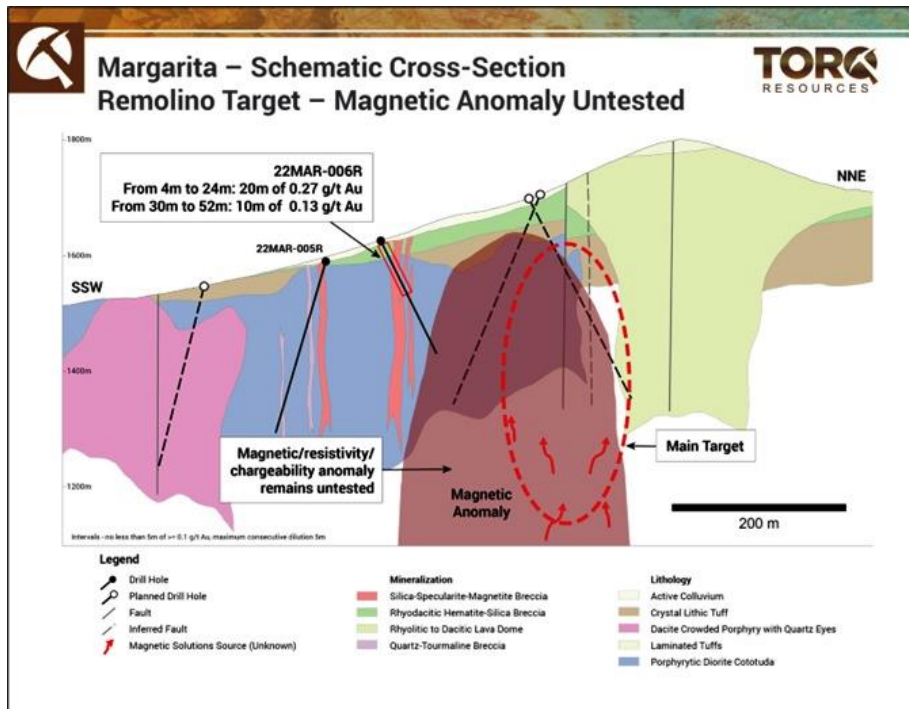 Margarita – Schematic Cross-Section
Remolino Target – Magnetic Anomaly Untested
TORQ
RESOURCES
1800m
22MAR-006R
From 4m to 24m: 20m of 0.27 g/t Au
From 30m to 52m: 10m of 0.13 g/t Au
NNE
22MAR-005R
1600m
SSW
1400m
Magnetic/resistivity/
chargeability anomaly
remains untested
Main Target
1200m
Magnetic
Anomaly
200 m
Intervals - no less than 5m of >= 0.1 g/t Au, maximum consecutive dilution 5m
Legend
Drill Hole
Planned Drill Hole
Fault
Inferred Fault
Magnetic Solutions Source (Unknown)
Mineralization
Silica-Specularite-Magnetite Breccia
Rhyodacitic Hematite-Silica Breccia
Rhyolitic to Dacitic Lava Dome
Quartz-Tourmaline Breccia
Lithology
Active Colluvium
Crystal Lithic Tuff
Dacite Crowded Porphyry with Quartz Eyes
Laminated Tuffs
Porphyrytic Diorite Cototuda